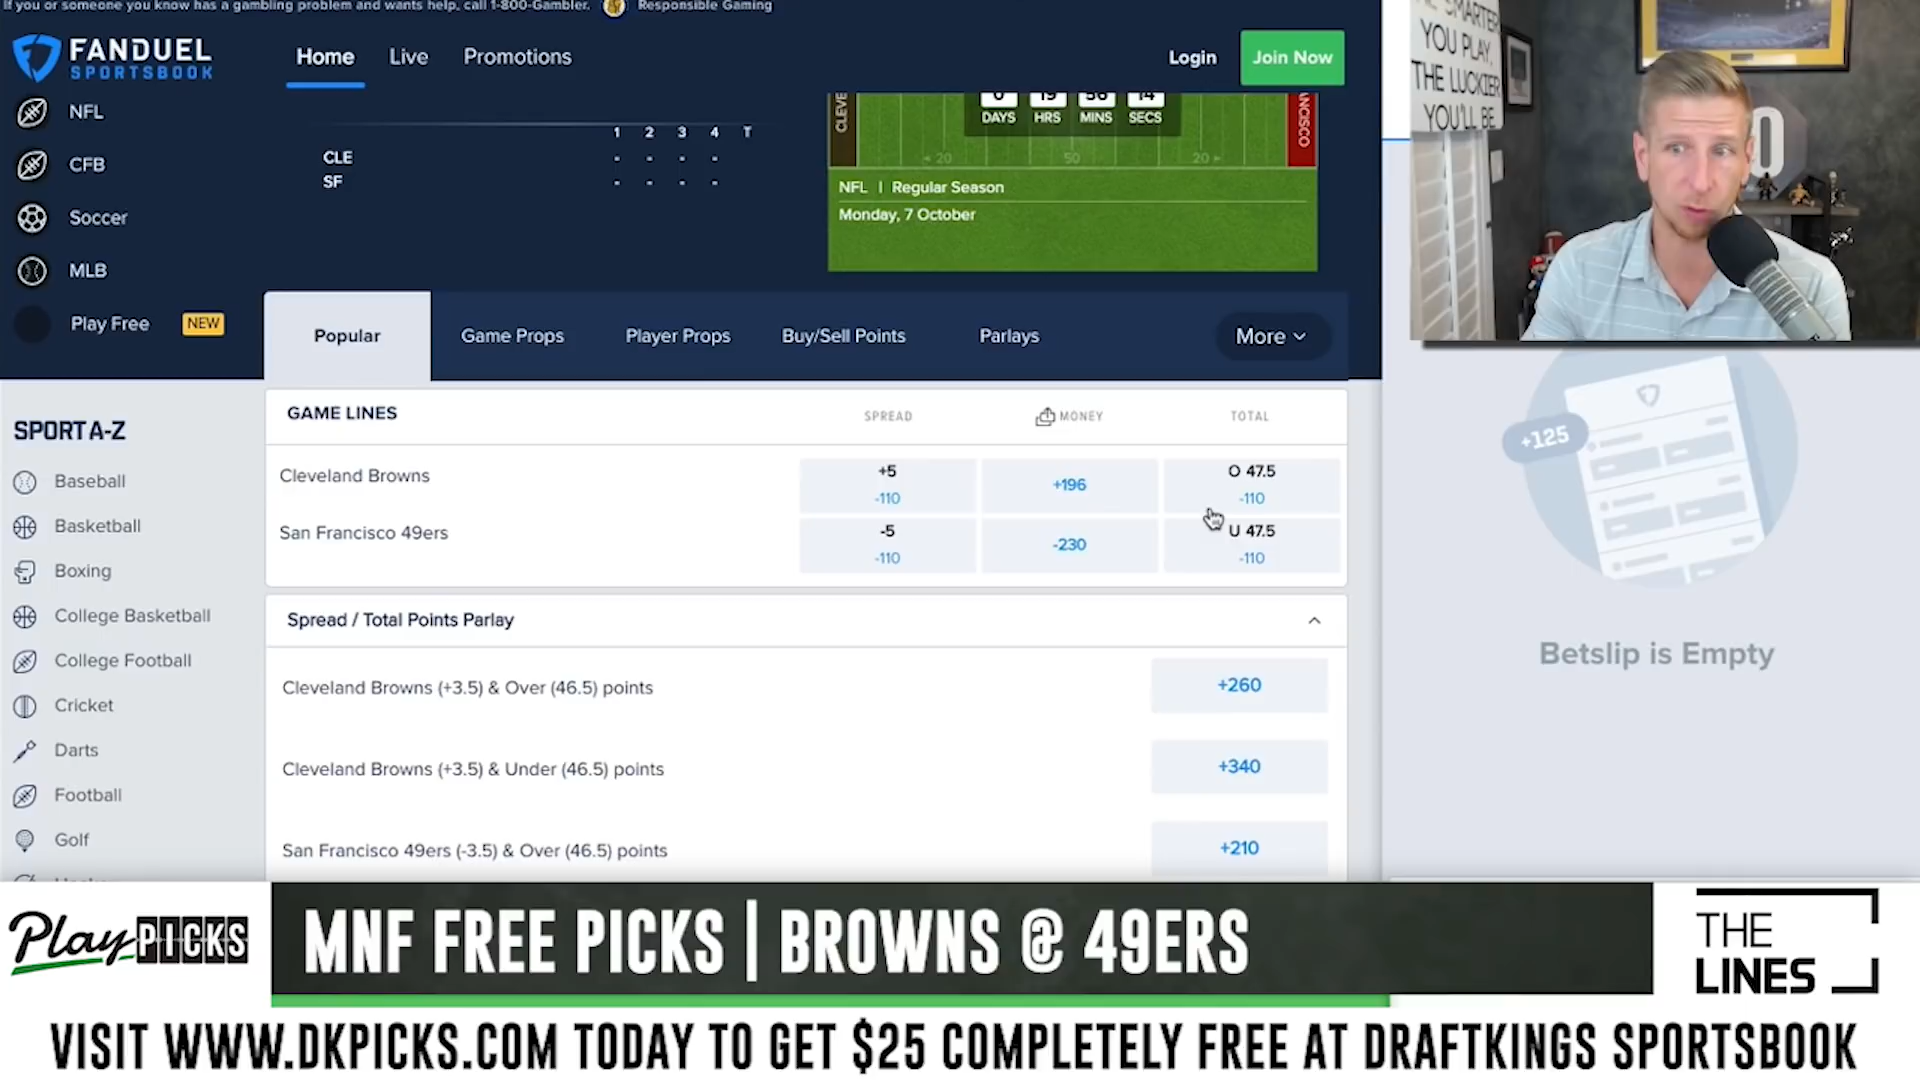 If you or someone you know has a gambling problem and wants help, call 1-800-Gambler. Responsible Gaming
FANDUEL
SPORTSBOOK
Home Live Promotions
Login Join Now
NFL
CFB
Soccer
MLB
Play Free NEW
1 2 3 4 T
CLE - - - -
SF - - - -
DAYS HRS MINS SECS
20 50 20
NFL | Regular Season
Monday, 7 October
YOU PLAY,
THE LUCKIER
YOU'LL BE
Popular Game Props Player Props Buy/Sell Points Parlays More
GAME LINES SPREAD MONEY TOTAL
Cleveland Browns +5 -110 +196 O 47.5 -110
San Francisco 49ers -5 -110 -230 U 47.5 -110
Spread / Total Points Parlay
Cleveland Browns (+3.5) & Over (46.5) points +260
Cleveland Browns (+3.5) & Under (46.5) points +340
San Francisco 49ers (-3.5) & Over (46.5) points +210
SPORT A-Z
Baseball
Basketball
Boxing
College Basketball
College Football
Cricket
Darts
Football
Golf
+125
Betslip is Empty
Play PICKS
MNF FREE PICKS | BROWNS @ 49ERS
THE
LINES
VISIT WWW.DKPICKS.COM TODAY TO GET $25 COMPLETELY FREE AT DRAFTKINGS SPORTSBOOK